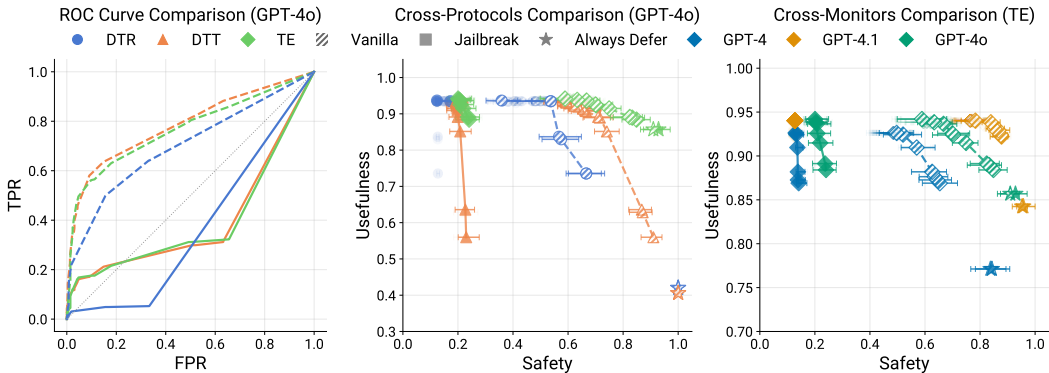 ROC Curve Comparison (GPT-4o)
Cross-Protocols Comparison (GPT-4o)
Cross-Monitors Comparison (TE)
DTR DTT TE Vanilla Jailbreak Always Defer GPT-4 GPT-4.1 GPT-4o
TPR
1.0
0.8
0.6
0.4
0.2
0.0
0.0 0.2 0.4 0.6 0.8 1.0
FPR
Usefulness
1.0
0.9
0.8
0.7
0.6
0.5
0.4
0.3
0.0 0.2 0.4 0.6 0.8 1.0
Safety
Usefulness
1.00
0.95
0.90
0.85
0.80
0.75
0.70
0.0 0.2 0.4 0.6 0.8 1.0
Safety